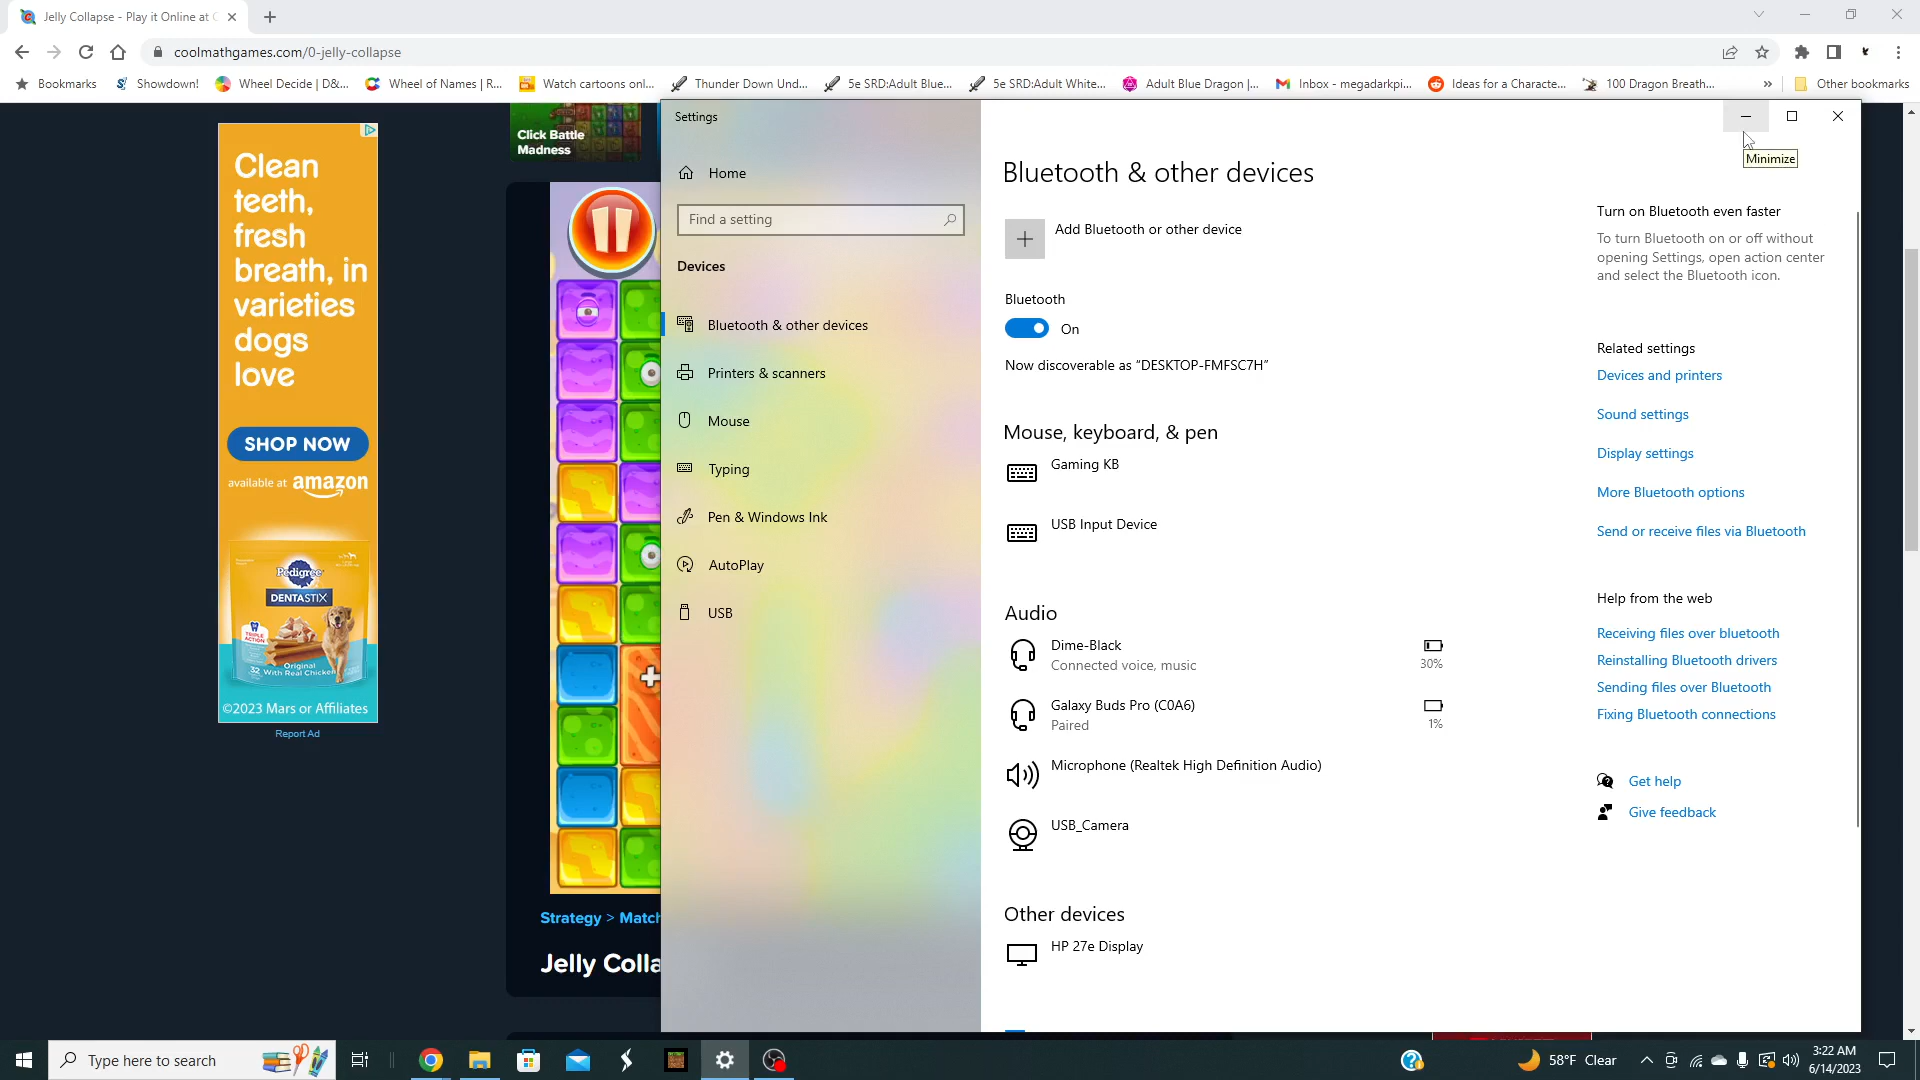 Jelly Collapse - Play it Online at C
coolmathgames.com/0-jelly-collapse
Bookmarks
Showdown!
Wheel Decide | D&...
Wheel of Names | R...
Watch cartoons onl...
Thunder Down Und...
5e SRD:Adult Blue...
5e SRD:Adult White...
Adult Blue Dragon |...
Inbox - megadarkpi...
Ideas for a Characte...
100 Dragon Breath...
»
Other bookmarks
Clean
teeth,
fresh
breath, in
varieties
dogs
love
SHOP NOW
available at amazon
Pedigree
DENTASTIX
TRIPLE
ACTION
Original
32 With Real Chicken
©2023 Mars or Affiliates
Report Ad
Click Battle
Madness
Strategy > Match
Jelly Colla
Settings
Home
Find a setting
Devices
Bluetooth & other devices
Printers & scanners
Mouse
Typing
Pen & Windows Ink
AutoPlay
USB
Minimize
Bluetooth & other devices
Add Bluetooth or other device
Bluetooth
On
Now discoverable as “DESKTOP-FMFSC7H”
Mouse, keyboard, & pen
Gaming KB
USB Input Device
Audio
Dime-Black
Connected voice, music
30%
Galaxy Buds Pro (C0A6)
Paired
1%
Microphone (Realtek High Definition Audio)
USB_Camera
Other devices
HP 27e Display
Turn on Bluetooth even faster
To turn Bluetooth on or off without
opening Settings, open action center
and select the Bluetooth icon.
Related settings
Devices and printers
Sound settings
Display settings
More Bluetooth options
Send or receive files via Bluetooth
Help from the web
Receiving files over bluetooth
Reinstalling Bluetooth drivers
Sending files over Bluetooth
Fixing Bluetooth connections
Get help
Give feedback
Type here to search
58°F Clear
3:22 AM
6/14/2023